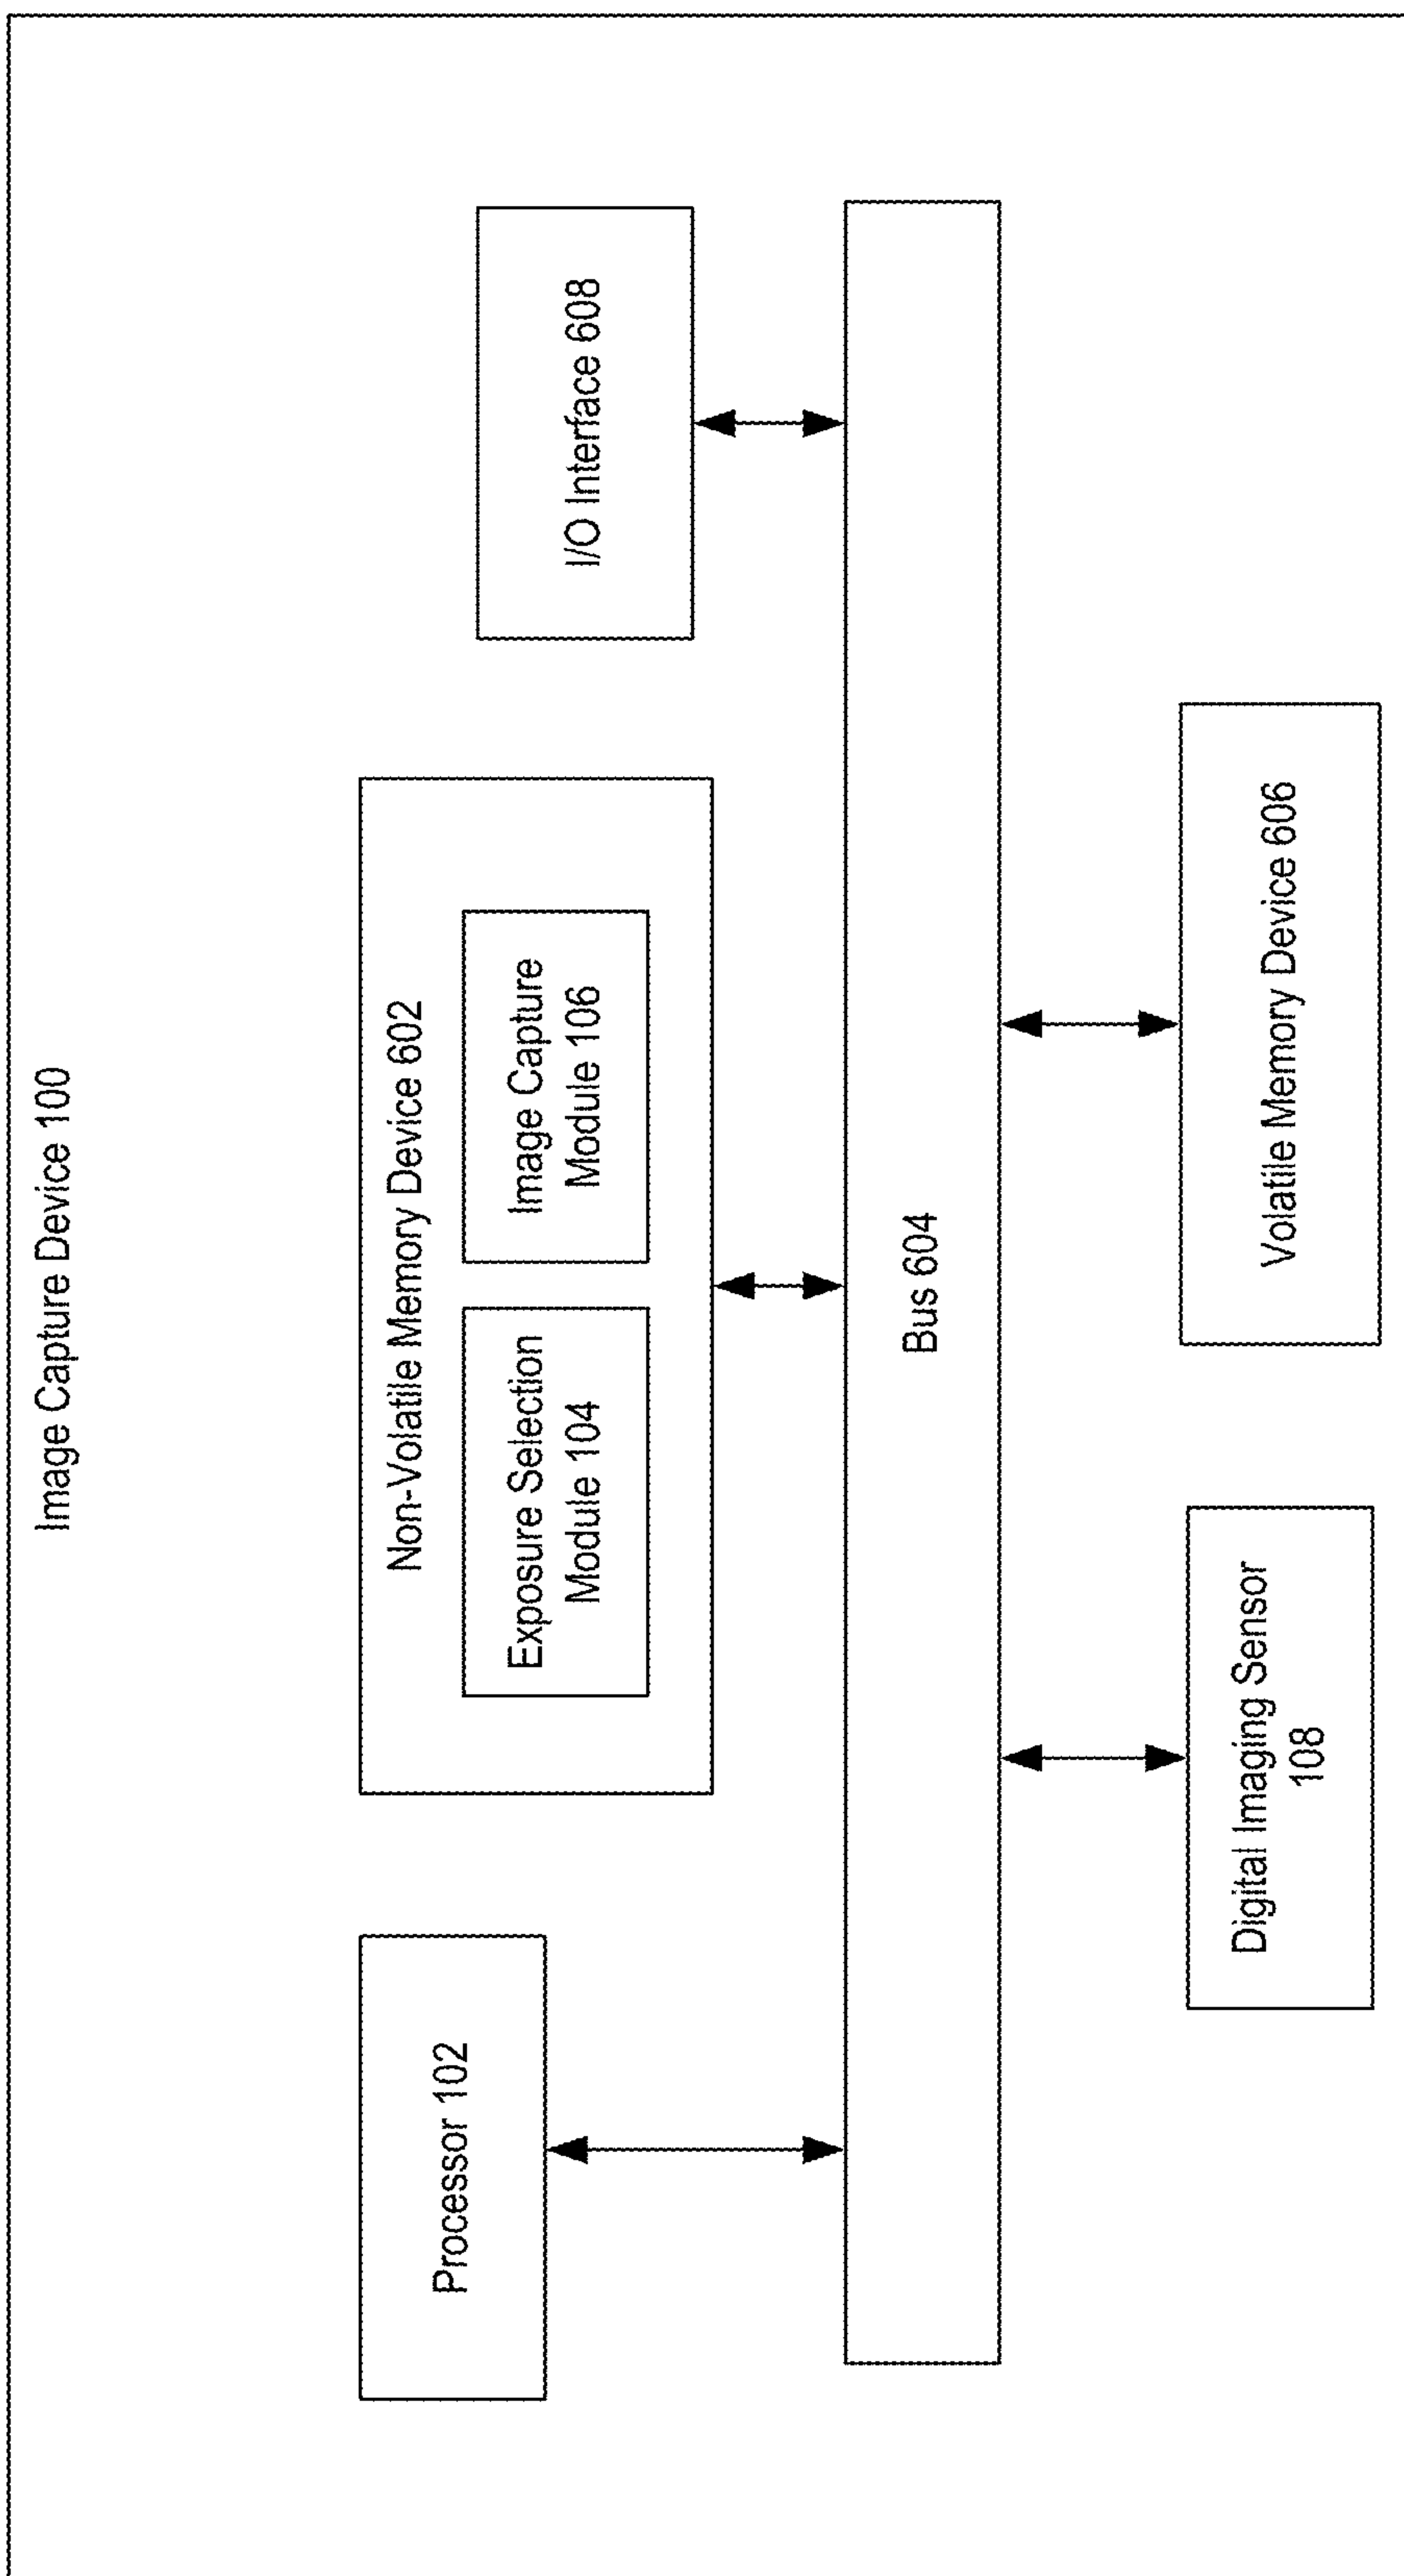 Image Capture Device 100
Processor 102
Non-Volatile Memory Device 602
Exposure Selection
Module 104
Image Capture
Module 106
I/O Interface 608
Bus 604
Digital Imaging Sensor
108
Volatile Memory Device 606